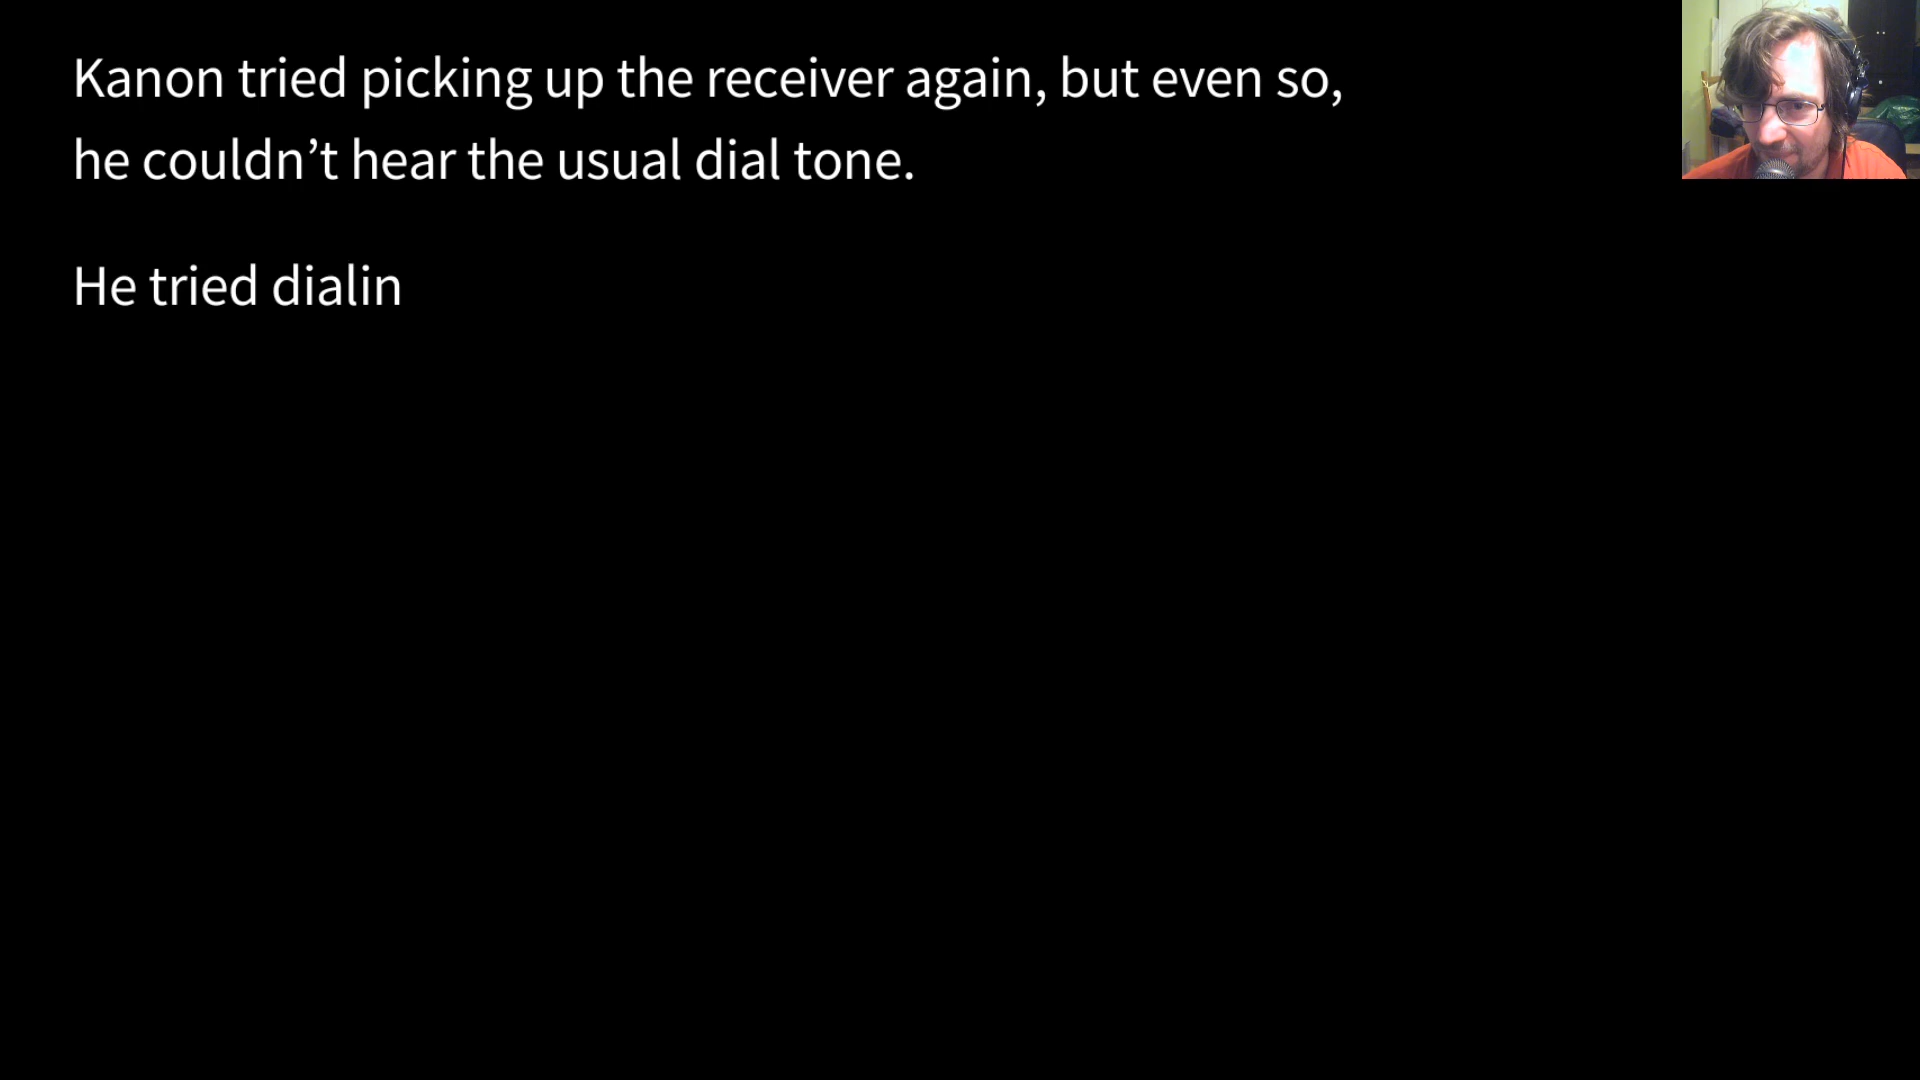 Kanon tried picking up the receiver again, but even so,
he couldn’t hear the usual dial tone.
He tried dialin